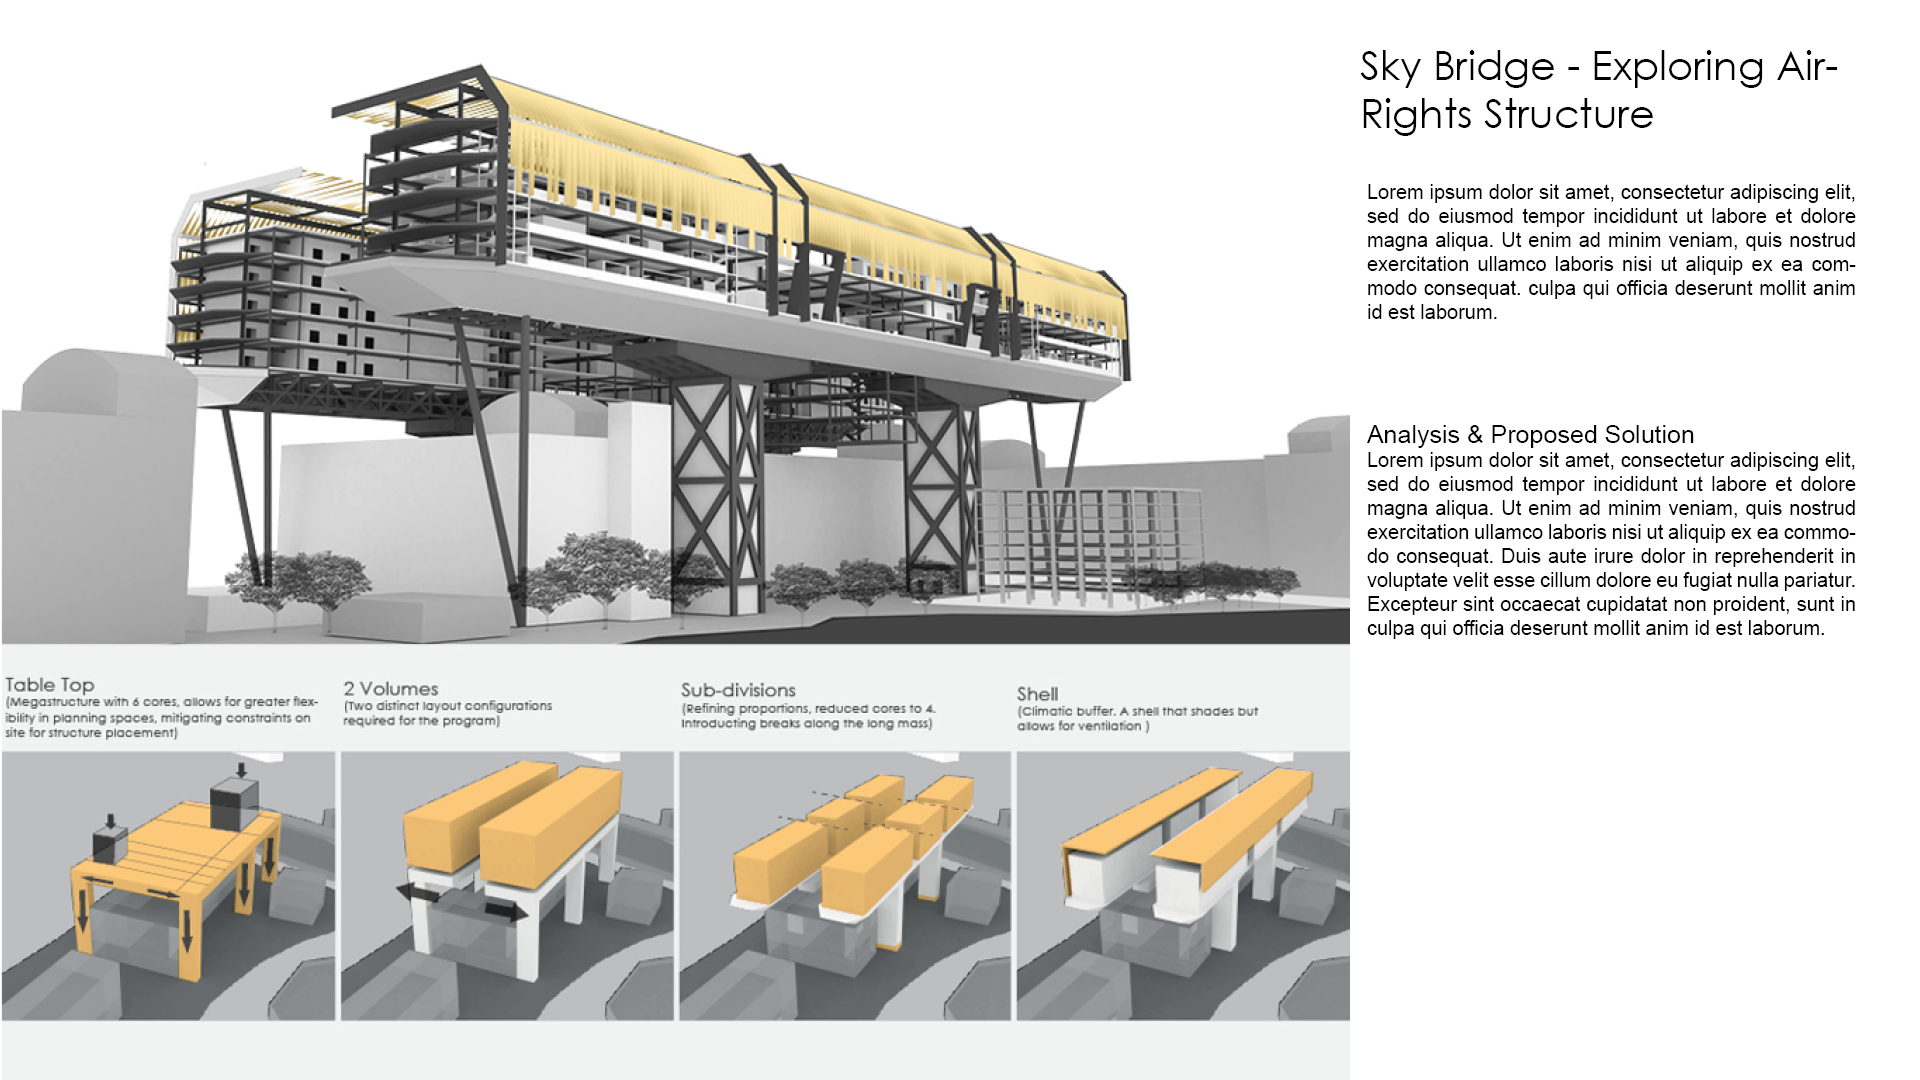 Sky Bridge - Exploring Air-
Rights Structure
Lorem ipsum dolor sit amet, consectetur adipiscing elit,
sed do eiusmod tempor incididunt ut labore et dolore
magna aliqua. Ut enim ad minim veniam, quis nostrud
exercitation ullamco laboris nisi ut aliquip ex ea com-
modo consequat. culpa qui officia deserunt mollit anim
id est laborum.
Analysis & Proposed Solution
Lorem ipsum dolor sit amet, consectetur adipiscing elit,
sed do eiusmod tempor incididunt ut labore et dolore
magna aliqua. Ut enim ad minim veniam, quis nostrud
exercitation ullamco laboris nisi ut aliquip ex ea commo-
do consequat. Duis aute irure dolor in reprehenderit in
voluptate velit esse cillum dolore eu fugiat nulla pariatur.
Excepteur sint occaecat cupidatat non proident, sunt in
culpa qui officia deserunt mollit anim id est laborum.
Table Top
(Megastructure with 6 cores, allows for greater flex-
ibility in planning spaces, mitigating constraints on
site for structure placement)
2 Volumes
(Two distinct layout configurations
required for the program)
Sub-divisions
(Refining proportions, reduced cores to 4.
Introducing breaks along the long mass)
Shell
(Climatic buffer. A shell that shades but
allows for ventilation )